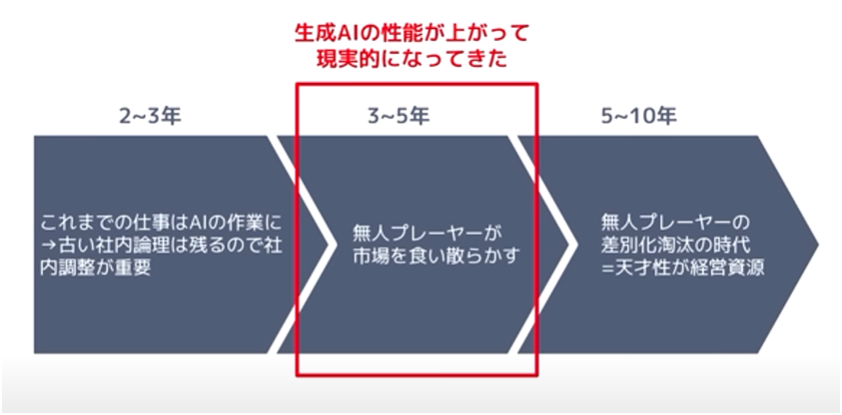 生成AIの性能が上がって
現実的になってきた
2~3年
3~5年
5~10年
これまでの仕事はAIの作業に
→古い社内論理は残るので社
内調整が重要
無人プレーヤーが
市場を食い散らかす
無人プレーヤーの
差別化淘汰の時代
=天才性が経営資源